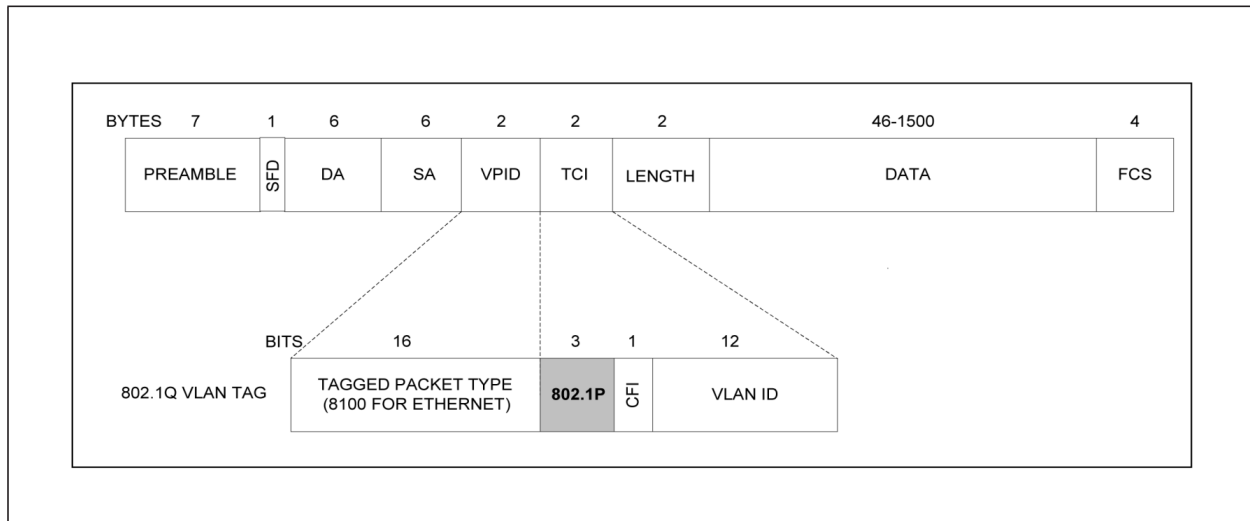 BYTES 7 1 6 6 2 2 2 46-1500 4
PREAMBLE SFD DA SA VPID TCI LENGTH DATA FCS
BITS 16 3 1 12
802.1Q VLAN TAG
TAGGED PACKET TYPE
(8100 FOR ETHERNET)
802.1P
CFI
VLAN ID